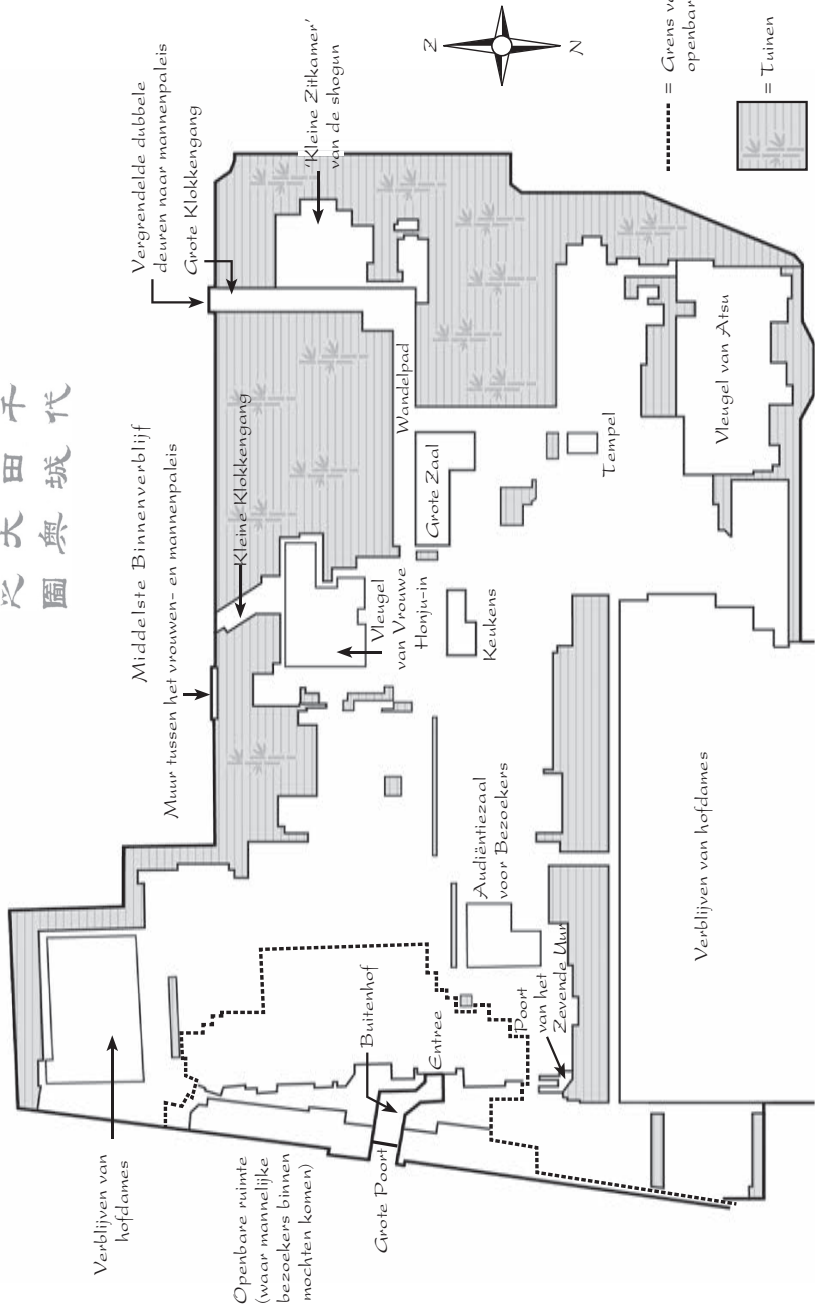 千代
田城
大奥
之圖
Verblijven van
hofdames
Openbare ruimte
(waar mannelijke
bezoekers binnen
mochten komen)
Grote Poort
Buitenhof
Entree
Poort
van het
Zevende Uur
Audiëntiezaal
voor Bezoekers
Verblijven van hofdames
Middelste Binnenverblijf
Muur tussen het vrouwen- en mannenpaleis
Kleine Klokkengang
Vleugel
van Vrouwe
Honju-in
Keukens
Grote Zaal
Wandelpad
Tempel
Vleugel van Atsu
Vergrendelde dubbele
deuren naar mannenpaleis
Grote Klokkengang
'Kleine Zitkamer'
van de shogun
Z
N
= Grens
openbar
= Tuinen